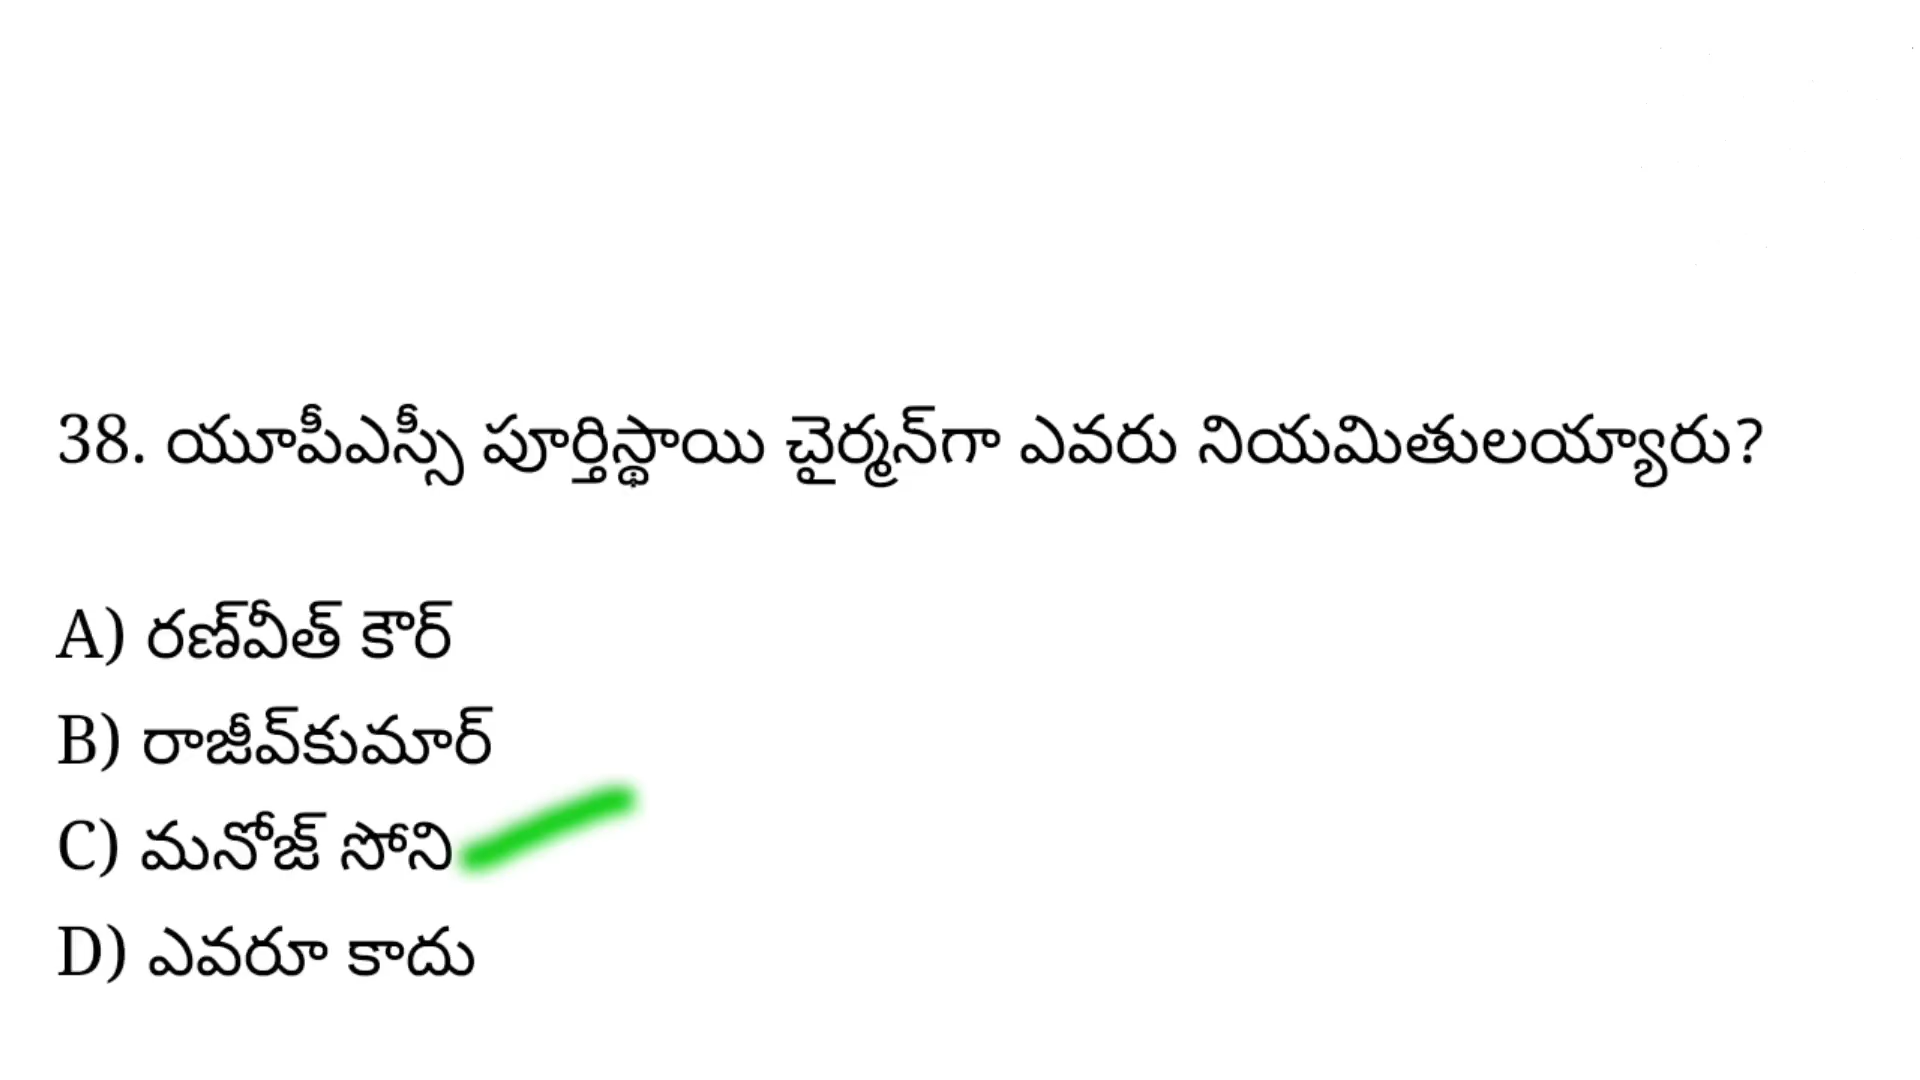 38. యూపీఎస్సీ పూర్తిస్థాయి చైర్మన్‌గా ఎవరు నియమితులయ్యారు?
A) రణ్‌వీత్ కౌర్
B) రాజీవ్‌కుమార్
C) మనోజ్ సోని
D) ఎవరూ కాదు